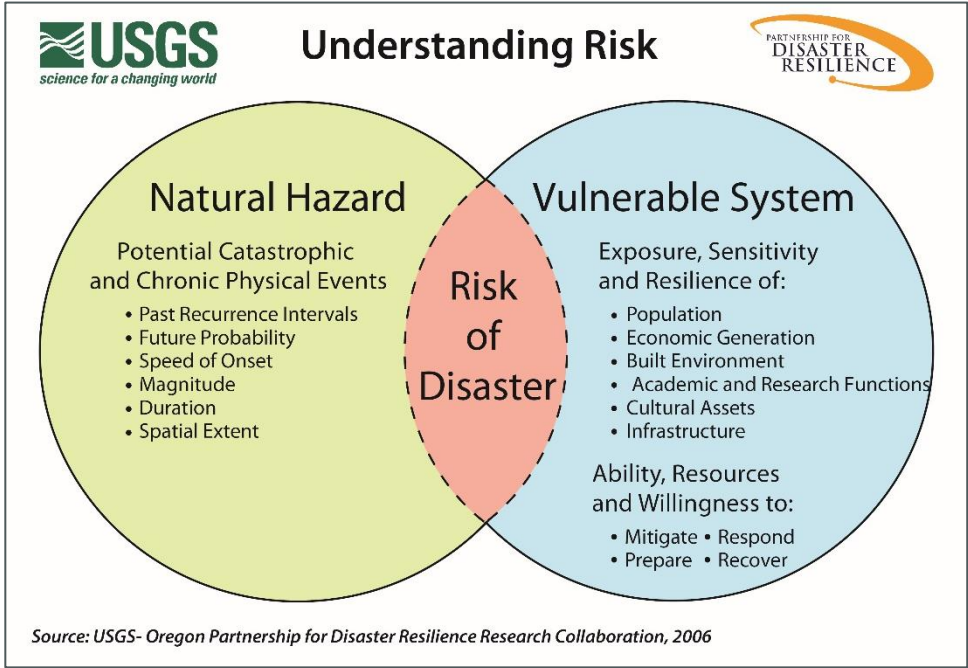 USGS
science for a changing world
Understanding Risk
PARTNERSHIP FOR
DISASTER
RESILIENCE
Natural Hazard
Potential Catastrophic
and Chronic Physical Events
• Past Recurrence Intervals
• Future Probability
• Speed of Onset
• Magnitude
• Duration
• Spatial Extent
Risk
of
Disaster
Vulnerable System
Exposure, Sensitivity
and Resilience of:
• Population
• Economic Generation
• Built Environment
• Academic and Research Functions
• Cultural Assets
• Infrastructure
Ability, Resources
and Willingness to:
• Mitigate • Respond
• Prepare • Recover
Source: USGS- Oregon Partnership for Disaster Resilience Research Collaboration, 2006